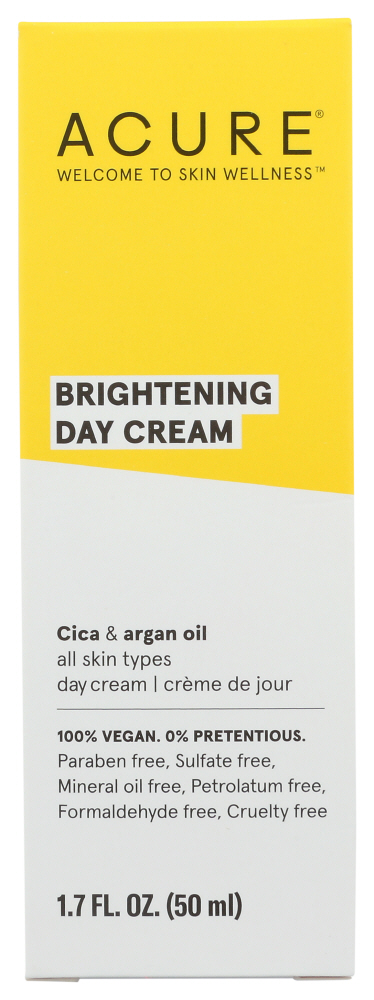 ACURE®
WELCOME TO SKIN WELLNESS™
BRIGHTENING
DAY CREAM
Cica & argan oil
all skin types
day cream | crème de jour
100% VEGAN. 0% PRETENTIOUS.
Paraben free, Sulfate free,
Mineral oil free, Petrolatum free,
Formaldehyde free, Cruelty free
1.7 FL. OZ. (50 ml)